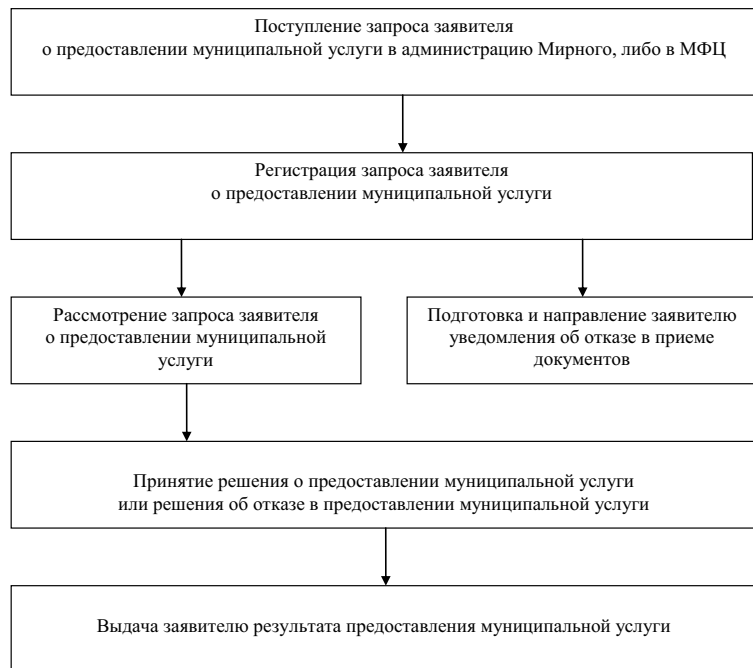 Поступление запроса заявителя
о предоставлении муниципальной услуги в администрацию Мирного, либо в МФЦ
Регистрация запроса заявителя
о предоставлении муниципальной услуги
Рассмотрение запроса заявителя
о предоставлении муниципальной
услуги
Подготовка и направление заявителю
уведомления об отказе в приеме
документов
Принятие решения о предоставлении муниципальной услуги
или решения об отказе в предоставлении муниципальной услуги
Выдача заявителю результата предоставления муниципальной услуги